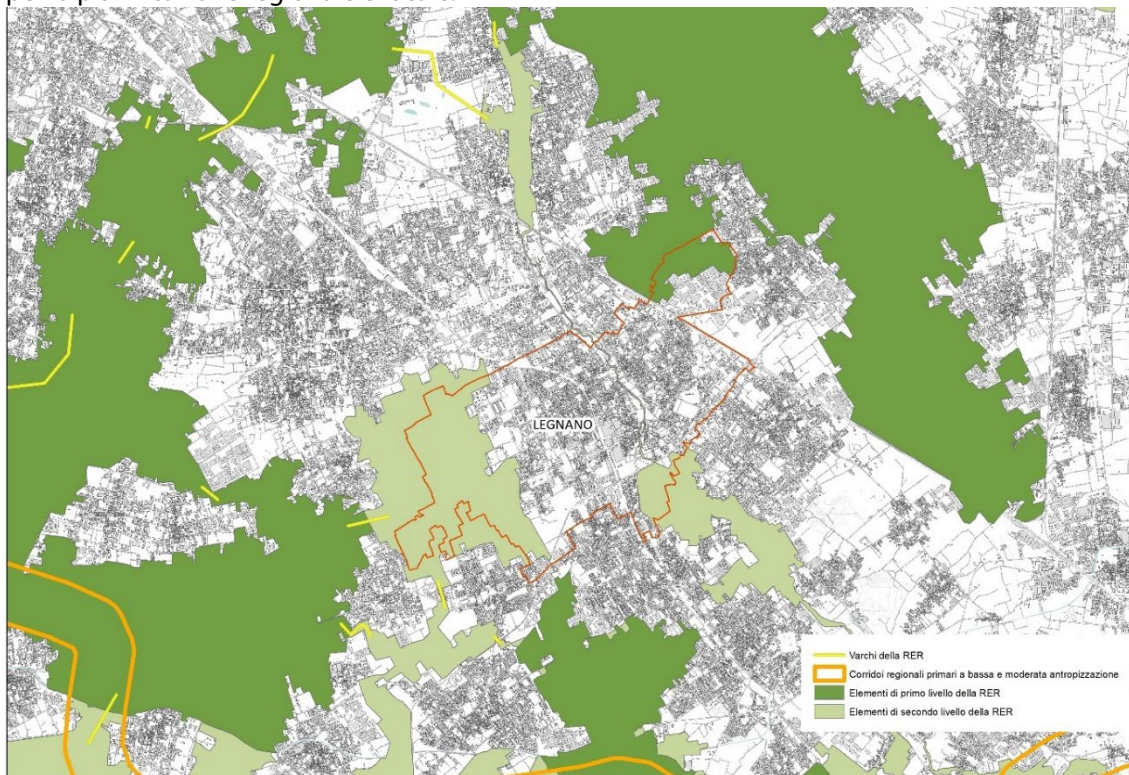 LEGNANO
Varchi della RER
Corridoi regionali primari a bassa e moderata antropizzazione
Elementi di primo livello della RER
Elementi di secondo livello della RER